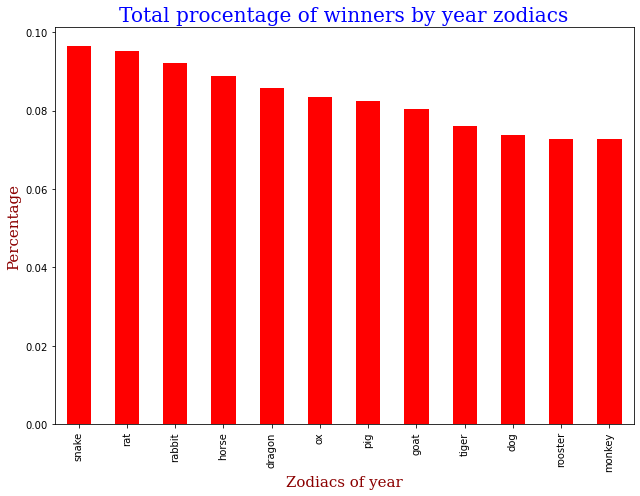 Total procentage of winners by year zodiacs
0.10
0.08
0.06
0.04
0.02
0.00
Percentage
snake
rat
rabbit
horse
dragon
ox
pig
goat
tiger
dog
rooster
monkey
Zodiacs of year